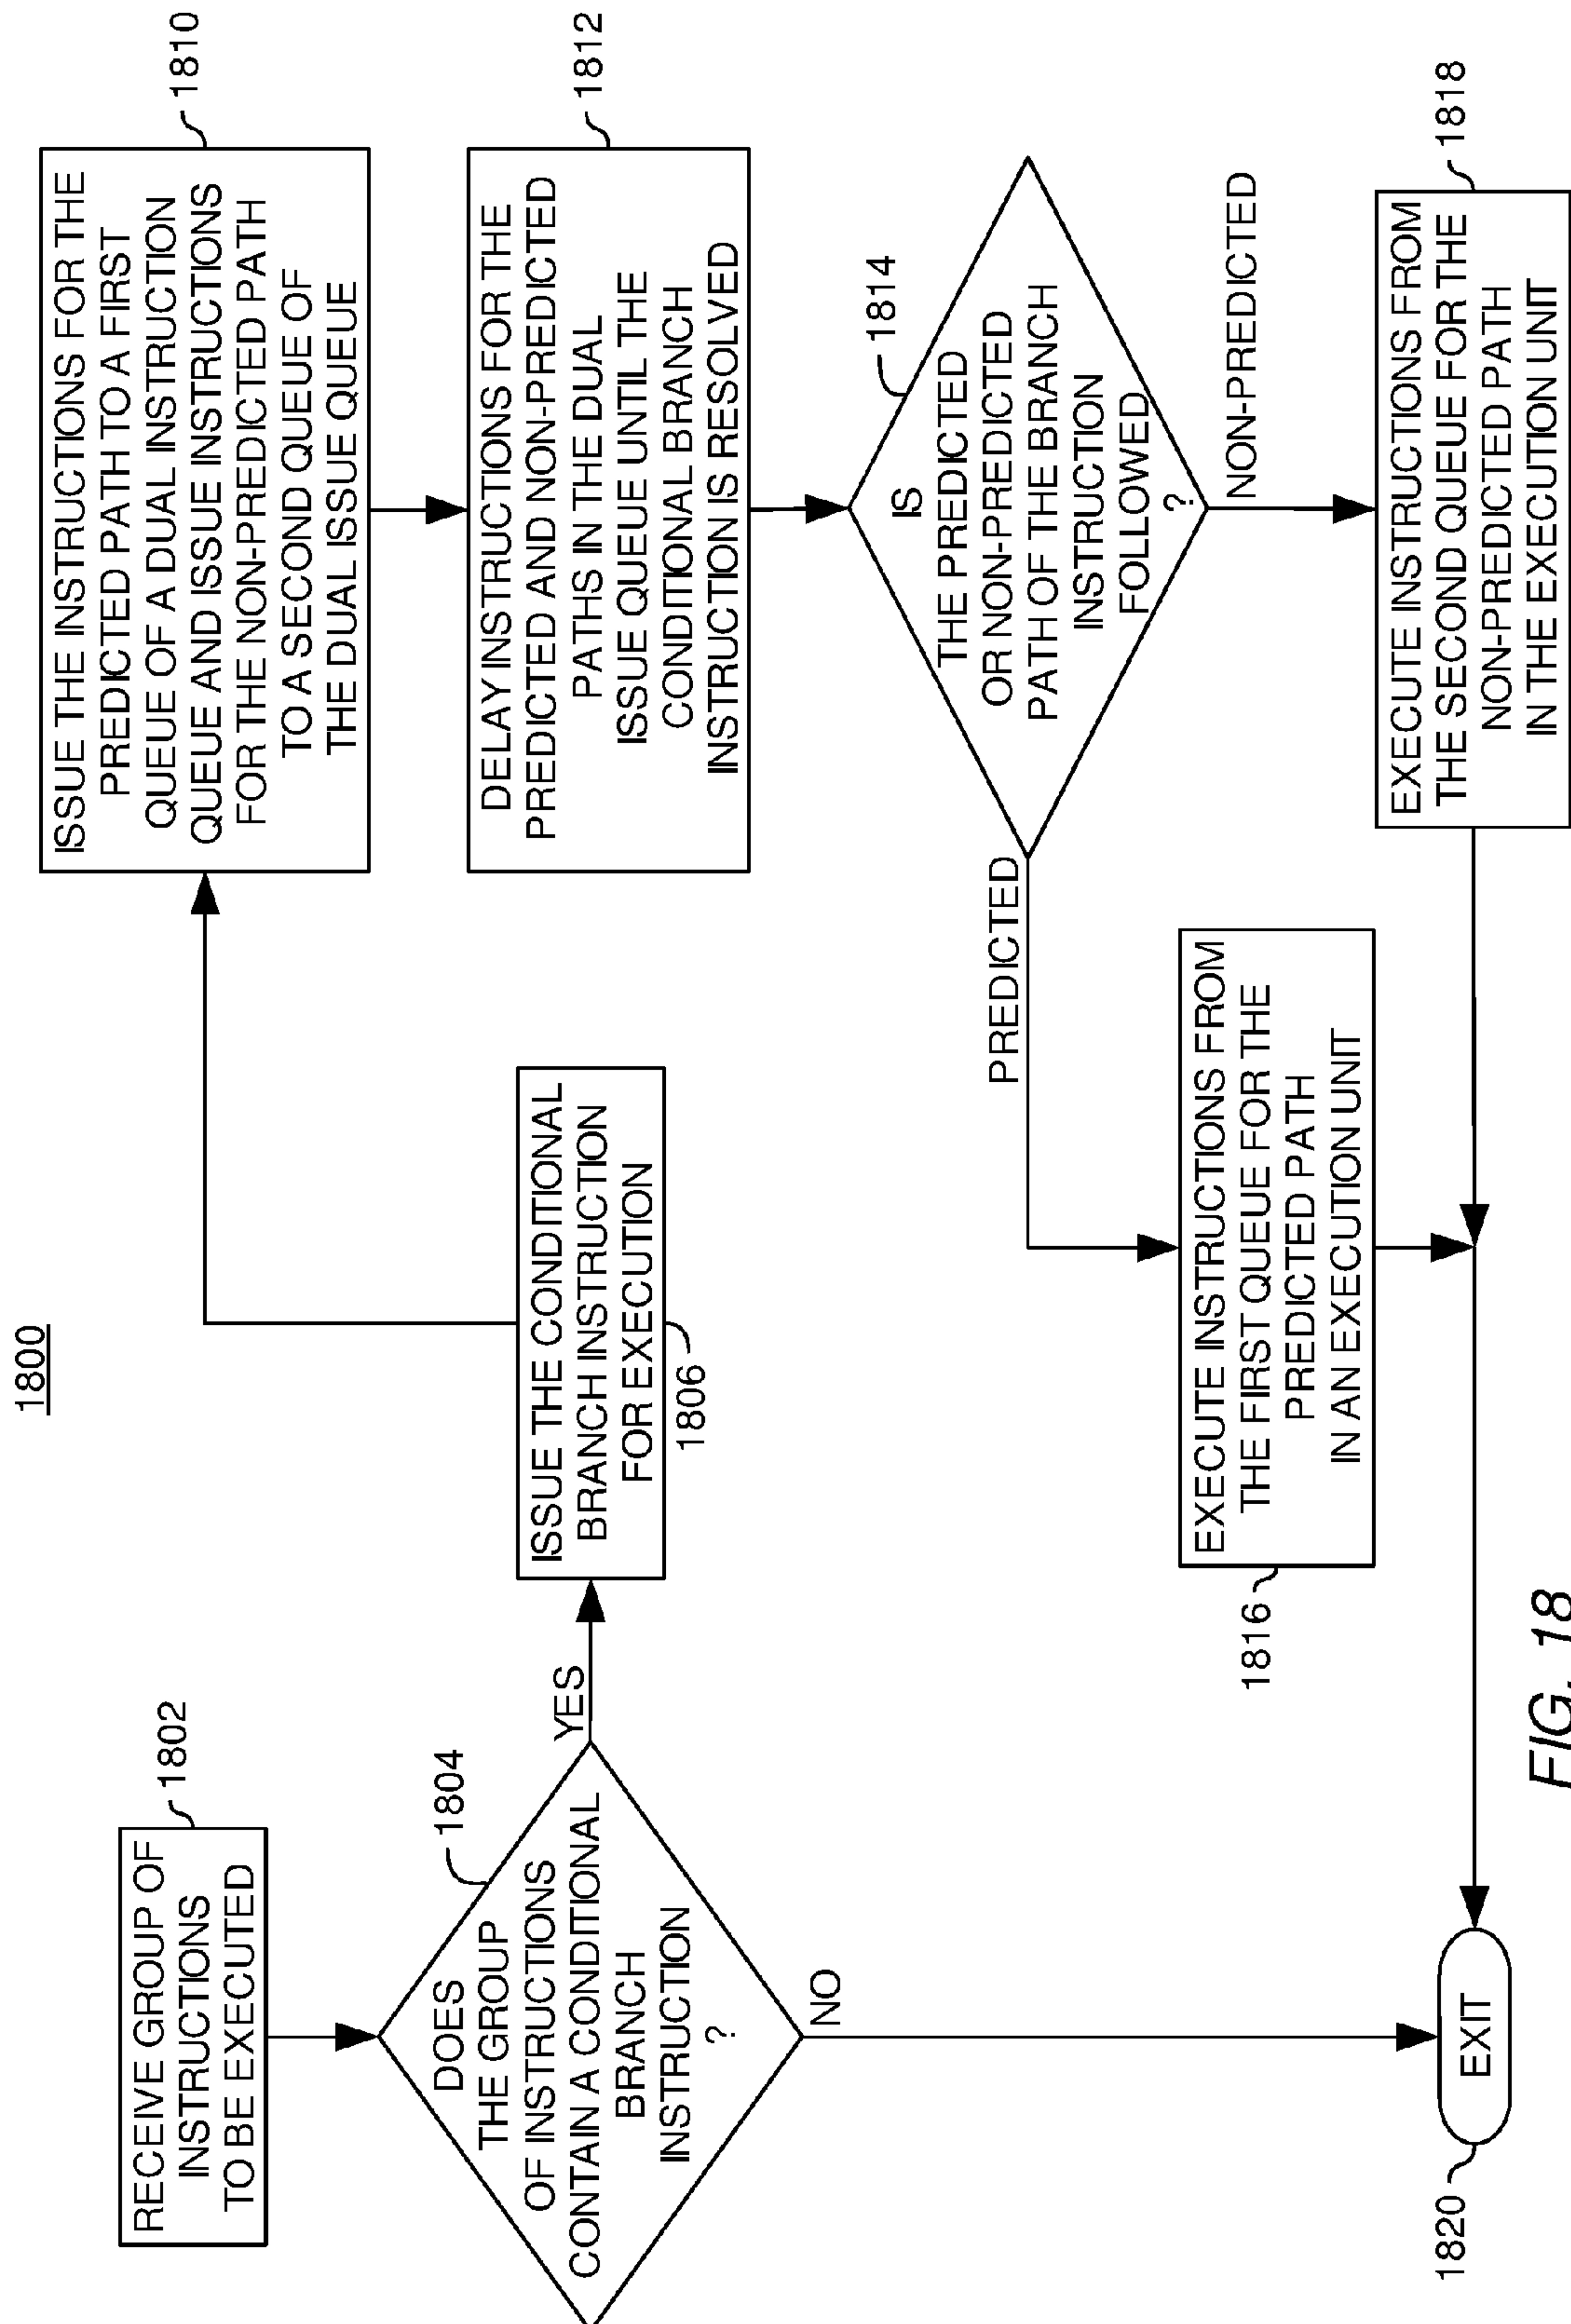 1800
RECEIVE GROUP OF
INSTRUCTIONS
TO BE EXECUTED
1802
DOES
THE GROUP
OF INSTRUCTIONS
CONTAIN A CONDITIONAL
BRANCH
INSTRUCTION
?
1804
YES
NO
ISSUE THE CONDITIONAL
BRANCH INSTRUCTION
FOR EXECUTION
1806
ISSUE THE INSTRUCTIONS FOR THE
PREDICTED PATH TO A FIRST
QUEUE OF A DUAL INSTRUCTION
QUEUE AND ISSUE INSTRUCTIONS
FOR THE NON-PREDICTED PATH
TO A SECOND QUEUE OF
THE DUAL ISSUE QUEUE
1810
DELAY INSTRUCTIONS FOR THE
PREDICTED AND NON-PREDICTED
PATHS IN THE DUAL
ISSUE QUEUE UNTIL THE
CONDITIONAL BRANCH
INSTRUCTION IS RESOLVED
1812
IS
THE PREDICTED
OR NON-PREDICTED
PATH OF THE BRANCH
INSTRUCTION
FOLLOWED
?
1814
PREDICTED
NON-PREDICTED
EXECUTE INSTRUCTIONS FROM
THE FIRST QUEUE FOR THE
PREDICTED PATH
IN AN EXECUTION UNIT
1816
EXECUTE INSTRUCTIONS FROM
THE SECOND QUEUE FOR THE
NON-PREDICTED PATH
IN THE EXECUTION UNIT
1818
EXIT
1820
FIG. 18